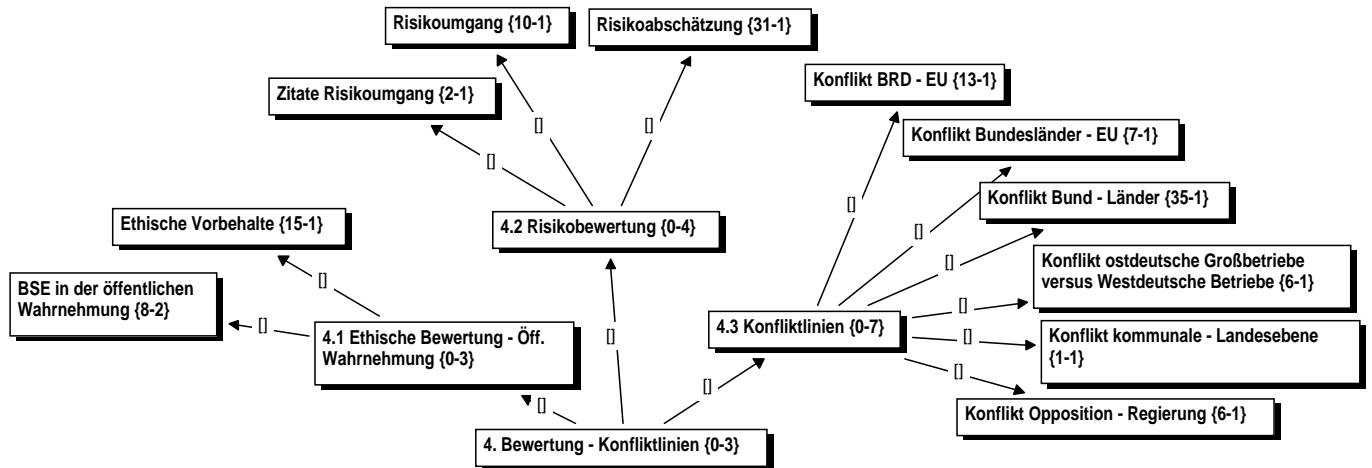 Risikoumgang {10-1}
Risikoabschätzung {31-1}
Zitate Risikoumgang {2-1}
Konflikt BRD - EU {13-1}
[]
[]
Konflikt Bundesländer - EU {7-1}
[]
Konflikt Bund - Länder {35-1}
Ethische Vorbehalte {15-1}
4.2 Risikobewertung {0-4}
[]
[]
[]
Konflikt ostdeutsche Großbetriebe
versus Westdeutsche Betriebe {6-1}
BSE in der öffentlichen
Wahrnehmung {8-2}
[]
[]
4.1 Ethische Bewertung - Öff.
Wahrnehmung {0-3}
[]
4.3 Konfliktlinien {0-7}
[]
[]
Konflikt kommunale - Landesebene
{1-1}
[]
[]
[]
Konflikt Opposition - Regierung {6-1}
4. Bewertung - Konfliktlinien {0-3}